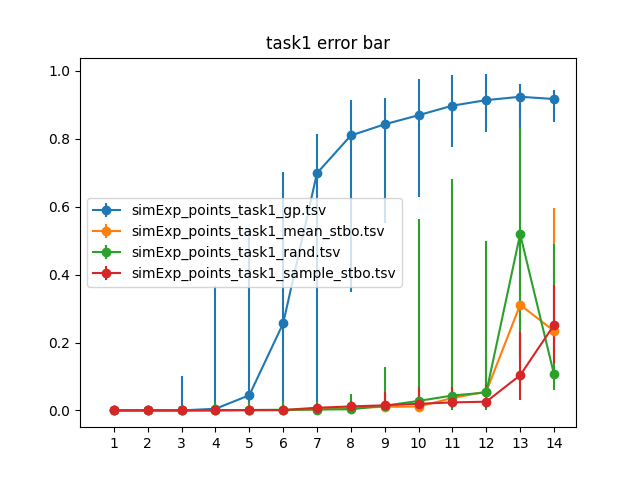 task1 error bar
1.0
0.8
0.6
0.4
0.2
0.0
simExp_points_task1_gp.tsv
simExp_points_task1_mean_stbo.tsv
simExp_points_task1_rand.tsv
simExp_points_task1_sample_stbo.tsv
1 2 3 4 5 6 7 8 9 10 11 12 13 14